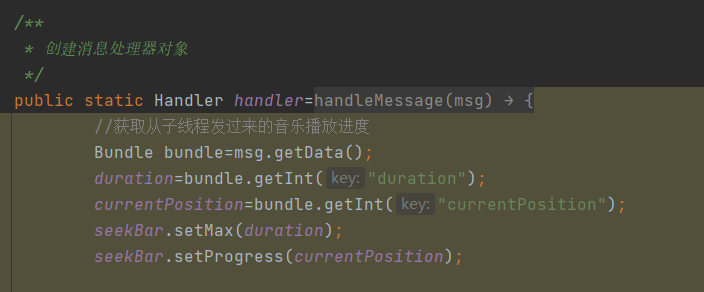 /**
 * 创建消息处理器对象
 */
public static Handler handler=handleMessage(msg) → {
//获取从子线程发过来的音乐播放进度
Bundle bundle=msg.getData();
duration=bundle.getInt( key: "duration");
currentPosition=bundle.getInt( key: "currentPosition");
seekBar.setMax(duration);
seekBar.setProgress(currentPosition);